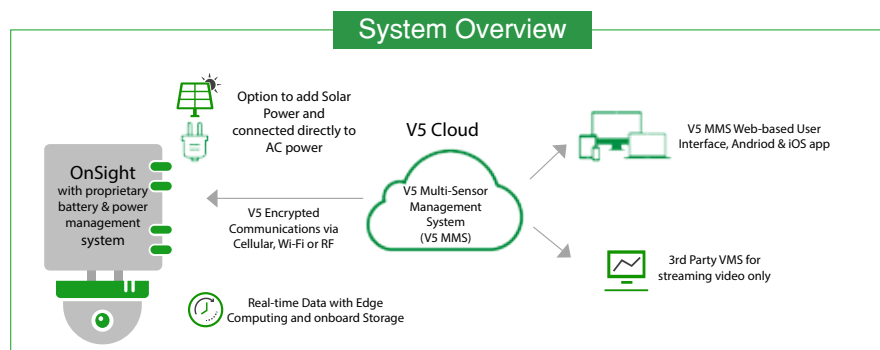 System Overview
Option to add Solar
Power and
connected directly to
AC power
OnSight
with proprietary
battery & power
management
system
V5 Encrypted
Communications via
Cellular, Wi-Fi or RF
Real-time Data with Edge
Computing and onboard Storage
V5 Cloud
V5 Multi-Sensor
Management
System
(V5 MMS)
V5 MMS Web-based User
Interface, Andriod & iOS app
3rd Party VMS for
streaming video only